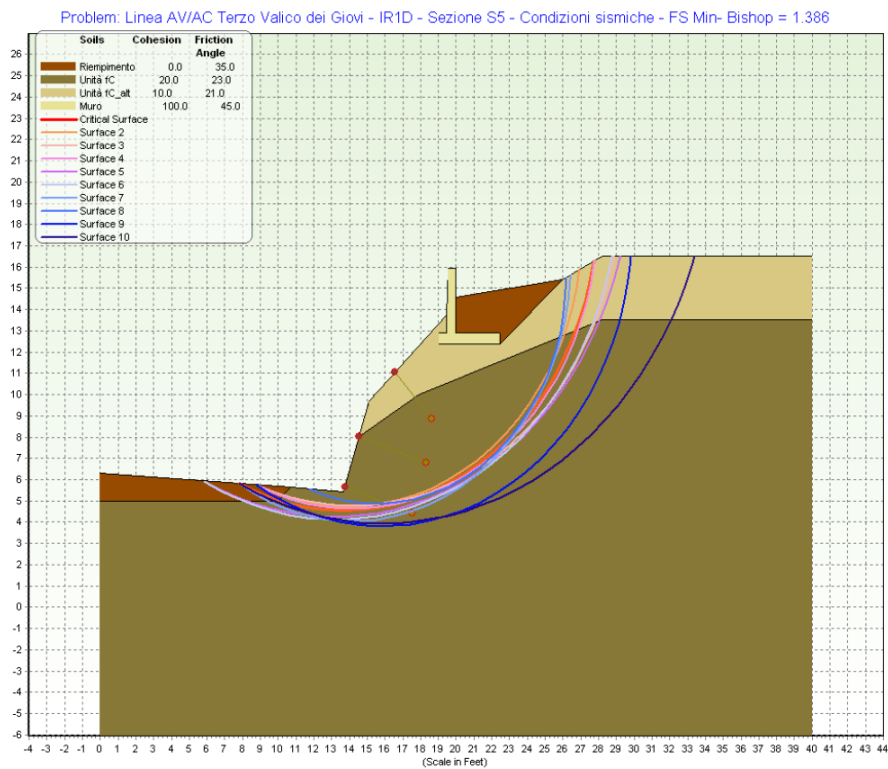 Problem: Linea AV/AC Terzo Valico dei Giovi - IR1D - Sezione S5 - Condizioni sismiche - FS Min- Bishop = 1.386
Soils Cohesion Friction
Angle
Riempimento 0.0 35.0
Unità fC 20.0 23.0
Unità fC_alt 10.0 21.0
Muro 100.0 45.0
Critical Surface
Surface 2
Surface 3
Surface 4
Surface 5
Surface 6
Surface 7
Surface 8
Surface 9
Surface 10
26
25
24
23
22
21
20
19
18
17
16
15
14
13
12
11
10
9
8
7
6
5
4
3
2
1
0
-1
-2
-3
-4
-5
-6
-4 -3 -2 -1 0 1 2 3 4 5 6 7 8 9 10 11 12 13 14 15 16 17 18 19 20 21 22 23 24 25 26 27 28 29 30 31 32 33 34 35 36 37 38 39 40 41 42 43 44
(Scale in Feet)